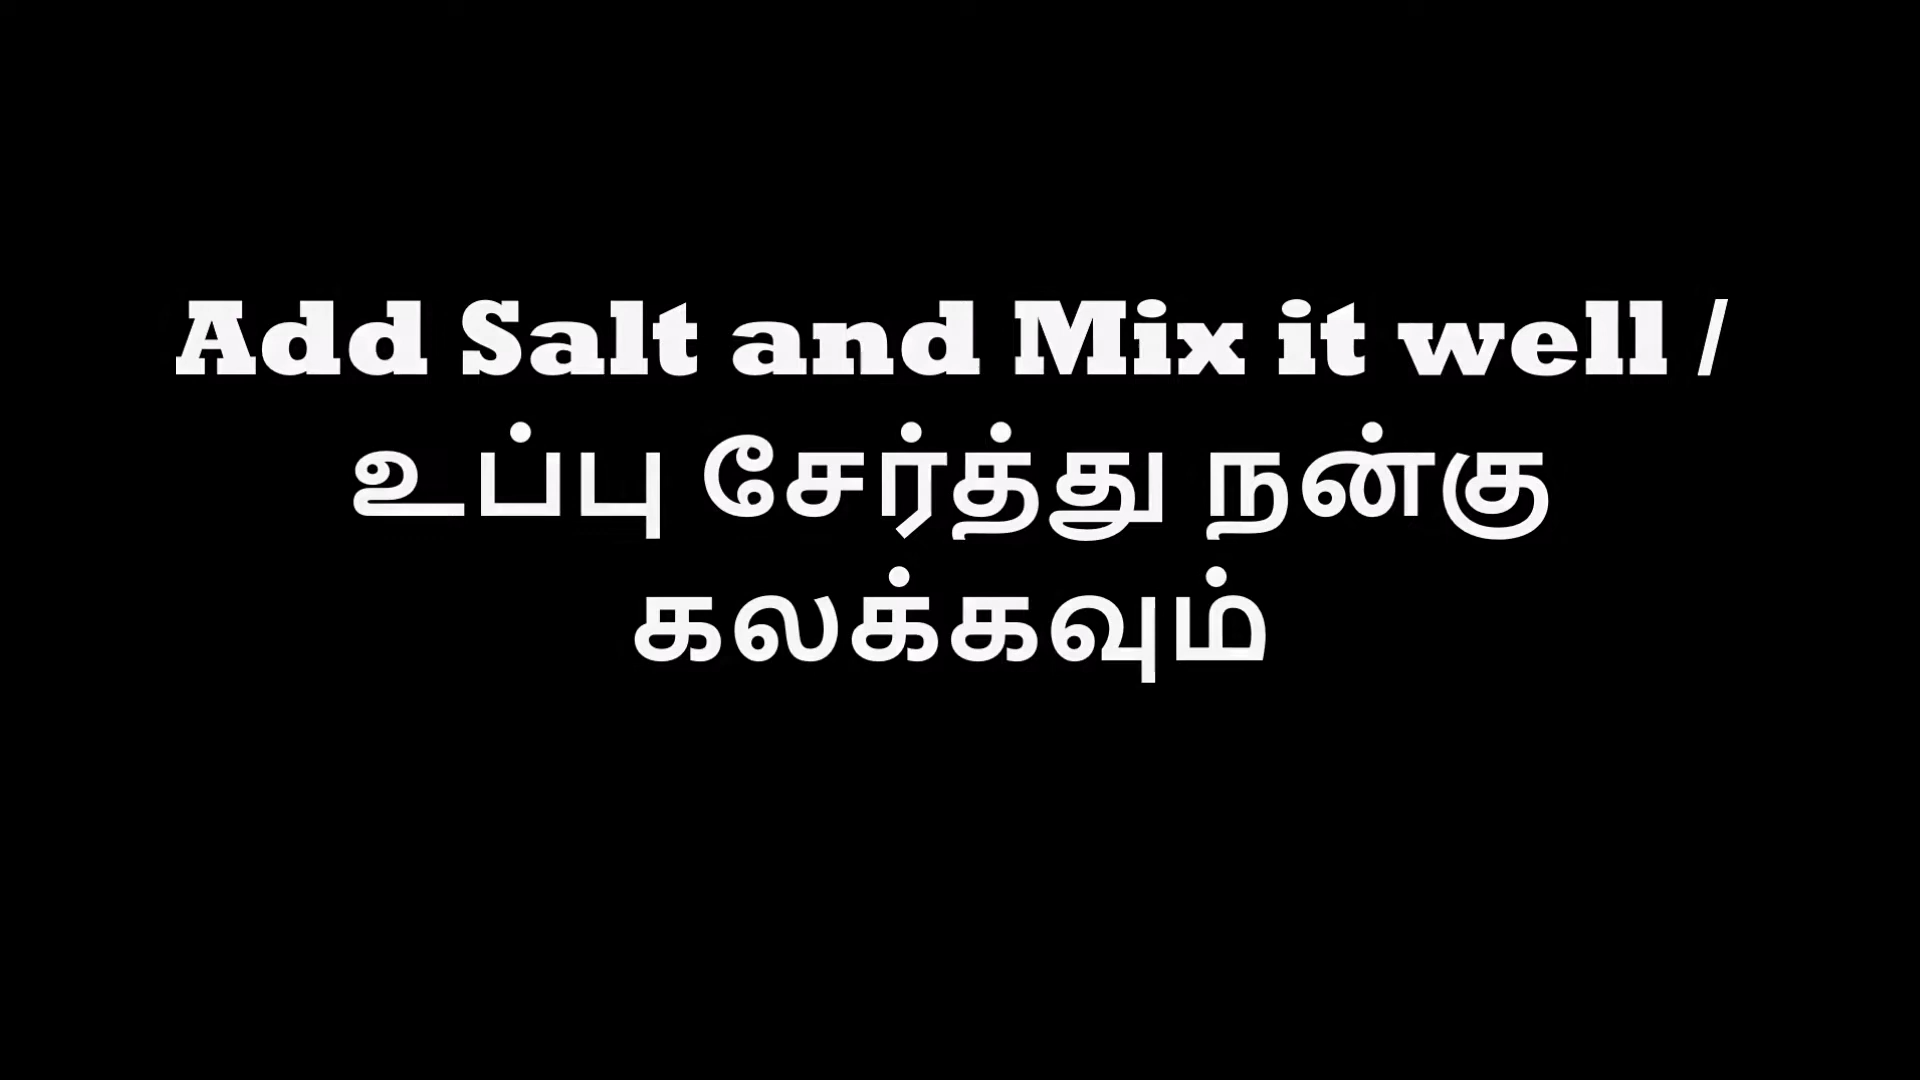 Add Salt and Mix it well /
உப்பு சேர்த்து நன்கு
கலக்கவும்